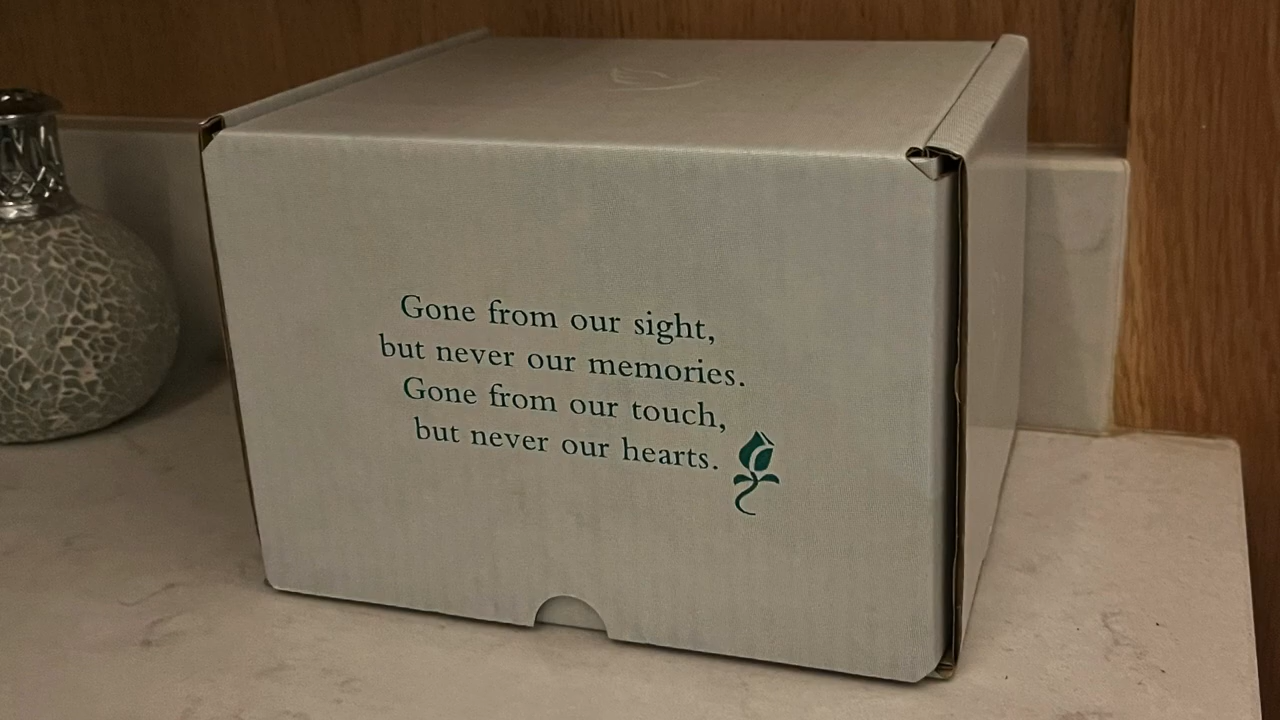 Gone from our sight,
but never our memories.
Gone from our touch,
but never our hearts.